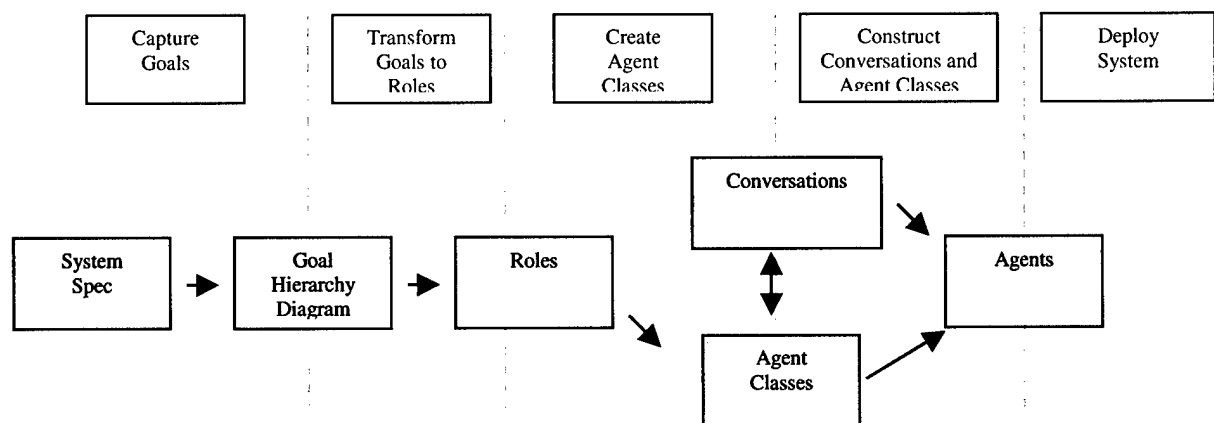 Capture
Goals
Transform
Goals to
Roles
Create
Agent
Classes
Construct
Conversations and
Agent Classes
Deploy
System
Conversations
System
Spec
Goal
Hierarchy
Diagram
Roles
Agents
Agent
Classes